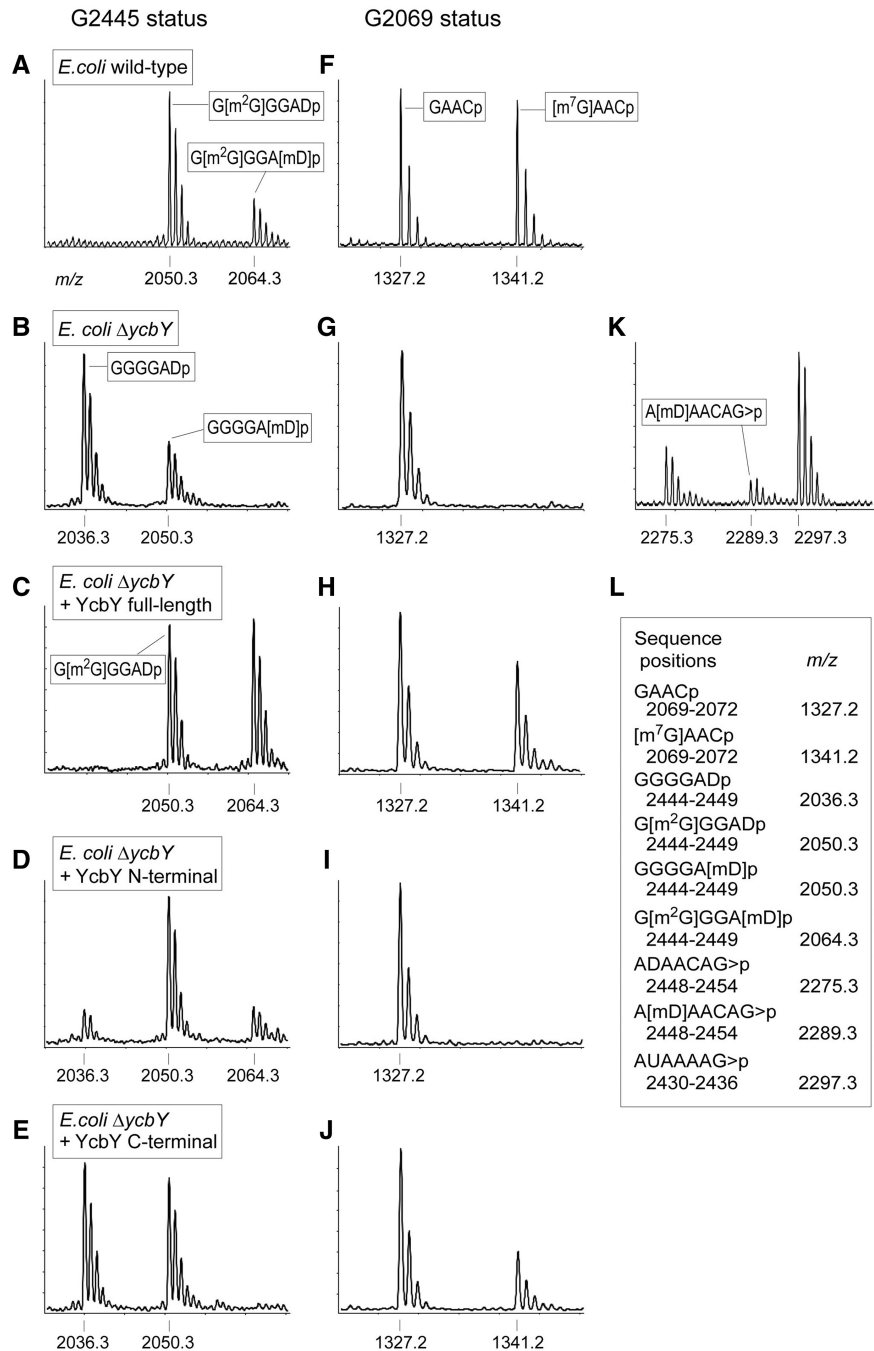 G2445 status
G2069 status
A
E.coli wild-type
G[m²G]GGADp
G[m²G]GGA[mD]p
m/z
2050.3
2064.3
F
GAACp
[m⁷G]AACp
1327.2
1341.2
B
E. coli ΔycbY
GGGGADp
GGGGA[mD]p
2036.3
2050.3
G
1327.2
K
A[mD]AACAG>p
2275.3
2289.3
2297.3
C
E. coli ΔycbY
+ YcbY full-length
G[m²G]GGADp
2050.3
2064.3
H
1327.2
1341.2
D
E. coli ΔycbY
+ YcbY N-terminal
2036.3
2050.3
2064.3
I
1327.2
E
E.coli ΔycbY
+ YcbY C-terminal
2036.3
2050.3
J
1327.2
1341.2
L
Sequence
positions m/z
GAACp
2069-2072 1327.2
[m⁷G]AACp
2069-2072 1341.2
GGGGADp
2444-2449 2036.3
G[m²G]GGADp
2444-2449 2050.3
GGGGA[mD]p
2444-2449 2050.3
G[m²G]GGA[mD]p
2444-2449 2064.3
ADAACAG>p
2448-2454 2275.3
A[mD]AACAG>p
2448-2454 2289.3
AUAAAAG>p
2430-2436 2297.3